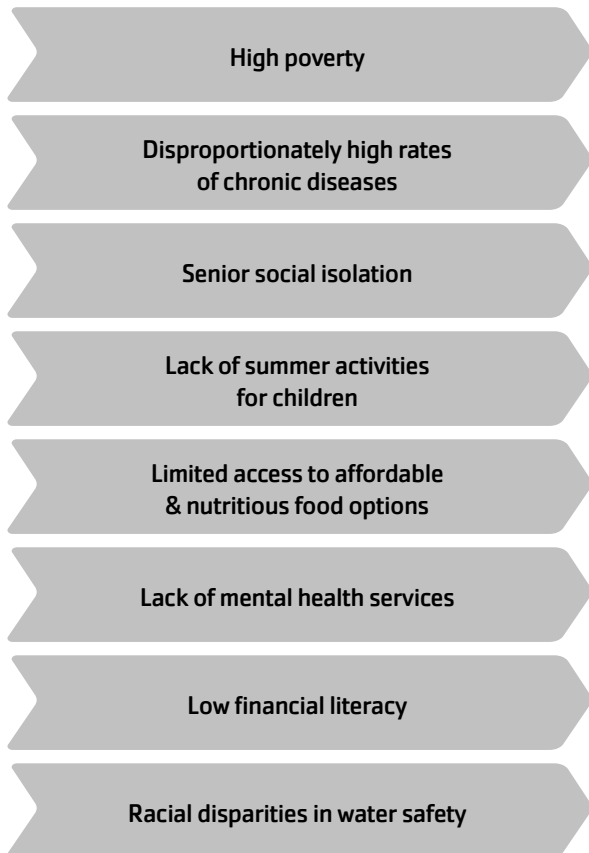 High poverty
Disproportionately high rates
of chronic diseases
Senior social isolation
Lack of summer activities
for children
Limited access to affordable
& nutritious food options
Lack of mental health services
Low financial literacy
Racial disparities in water safety